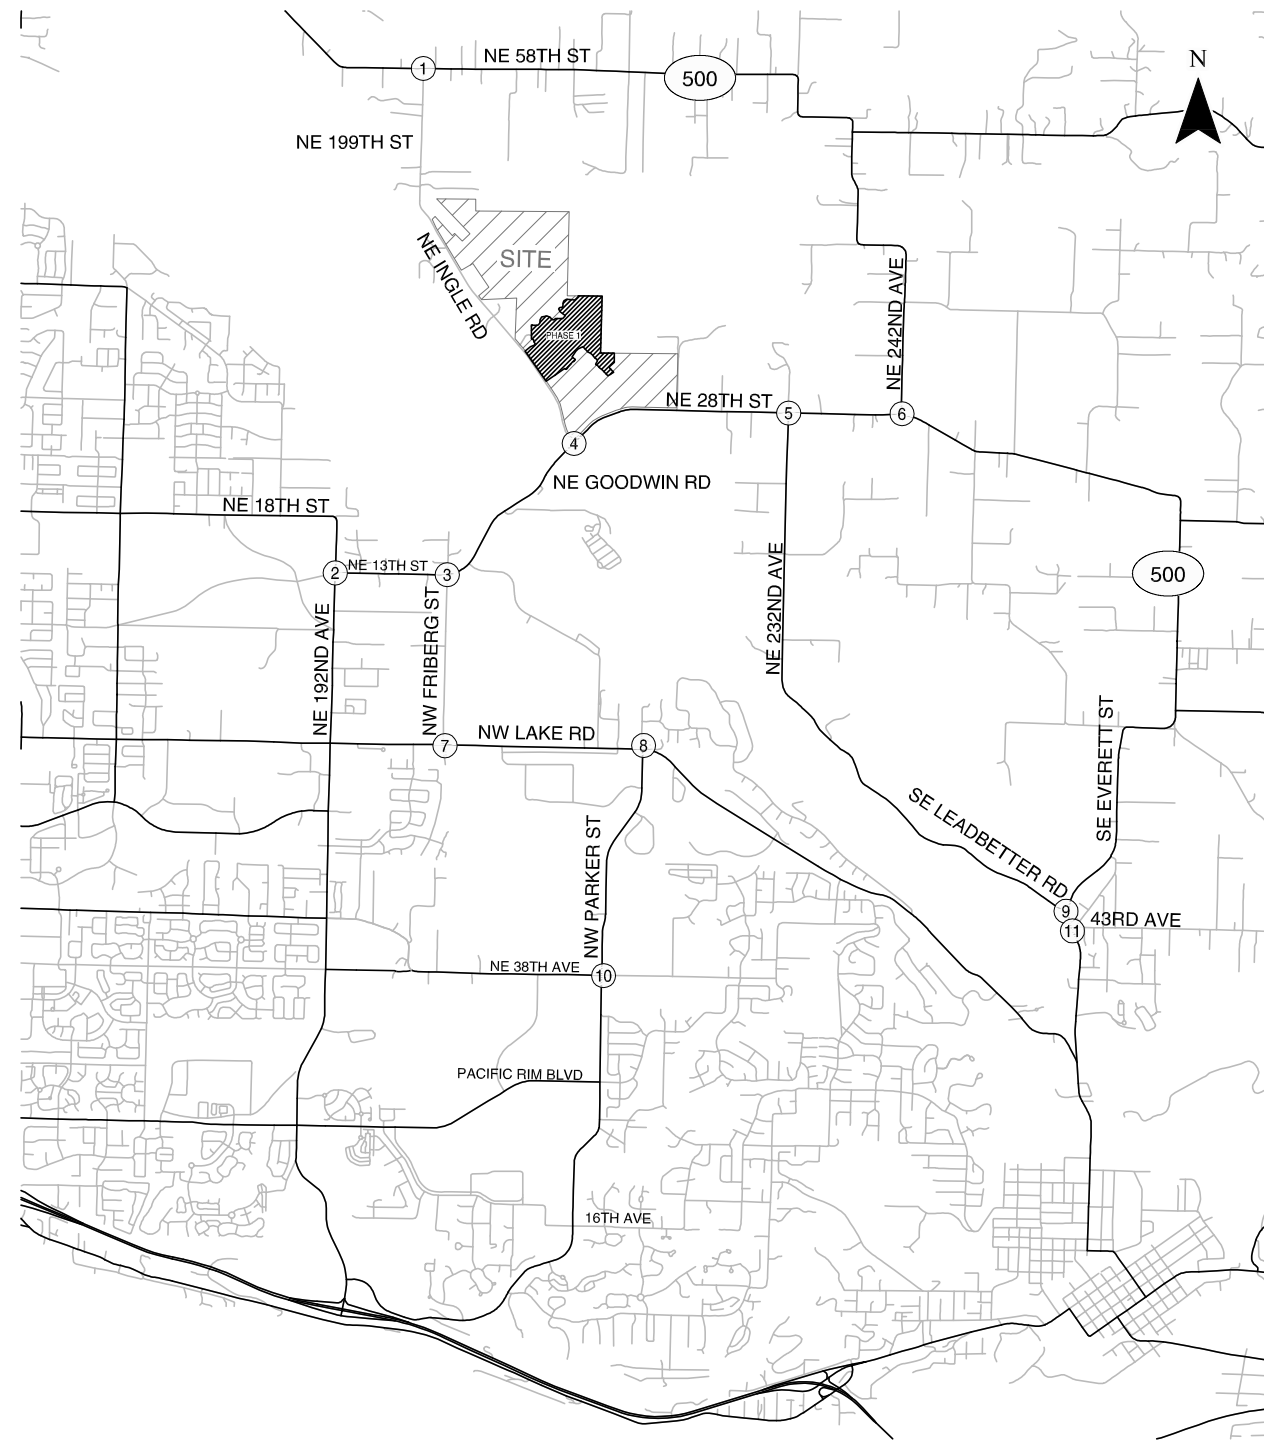 NE 58TH ST
1
500
N
NE 199TH ST
SITE
NE INGLE RD
PHASE 1
NE 242ND AVE
NE 28TH ST
5
6
4
NE GOODWIN RD
NE 18TH ST
2
NE 13TH ST
3
500
NE 192ND AVE
NW FRIBERG ST
NE 232ND AVE
NW LAKE RD
7
8
SE EVERETT ST
SE LEADBETTER RD
NW PARKER ST
9
43RD AVE
11
NE 38TH AVE
10
PACIFIC RIM BLVD
16TH AVE